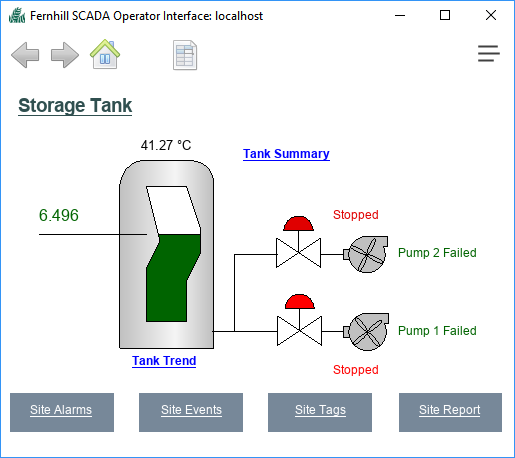 Fernhill SCADA Operator Interface: localhost
Storage Tank
41.27 °C
Tank Summary
6.496
Stopped
Pump 2 Failed
Pump 1 Failed
Tank Trend
Stopped
Site Alarms
Site Events
Site Tags
Site Report